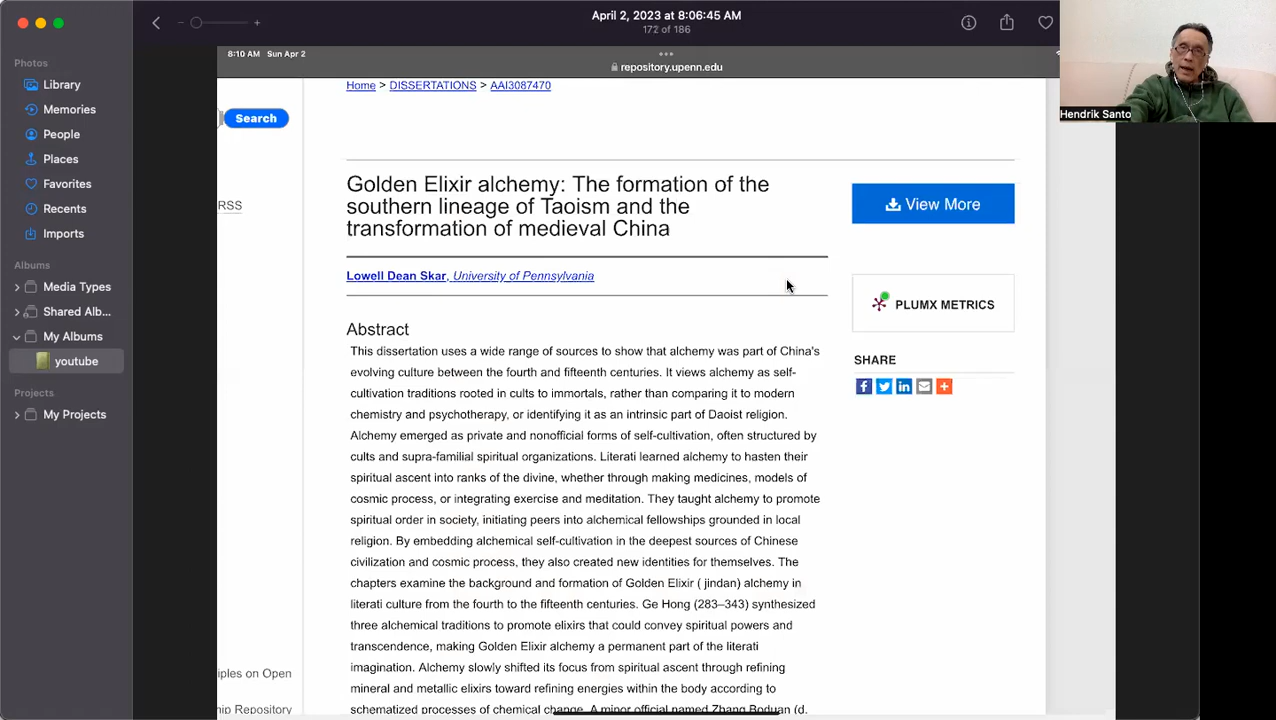 April 2, 2023 at 8:06:45 AM
172 of 186
Photos
Library
Memories
People
Places
Favorites
Recents
Imports
Albums
Media Types
Shared Alb...
My Albums
youtube
Projects
My Projects
8:10 AM Sun Apr 2
repository.upenn.edu
Home > DISSERTATIONS > AAI3087470
Search
RSS
Golden Elixir alchemy: The formation of the
southern lineage of Taoism and the
transformation of medieval China
Lowell Dean Skar, University of Pennsylvania
Abstract
This dissertation uses a wide range of sources to show that alchemy was part of China's
evolving culture between the fourth and fifteenth centuries. It views alchemy as self-
cultivation traditions rooted in cults to immortals, rather than comparing it to modern
chemistry and psychotherapy, or identifying it as an intrinsic part of Daoist religion.
Alchemy emerged as private and nonofficial forms of self-cultivation, often structured by
cults and supra-familial spiritual organizations. Literati learned alchemy to hasten their
spiritual ascent into ranks of the divine, whether through making medicines, models of
cosmic process, or integrating exercise and meditation. They taught alchemy to promote
spiritual order in society, initiating peers into alchemical fellowships grounded in local
religion. By embedding alchemical self-cultivation in the deepest sources of Chinese
civilization and cosmic process, they also created new identities for themselves. The
chapters examine the background and formation of Golden Elixir ( jindan) alchemy in
literati culture from the fourth to the fifteenth centuries. Ge Hong (283–343) synthesized
three alchemical traditions to promote elixirs that could convey spiritual powers and
transcendence, making Golden Elixir alchemy a permanent part of the literati
imagination. Alchemy slowly shifted its focus from spiritual ascent through refining
mineral and metallic elixirs toward refining energies within the body according to
schematized processes of chemical change. A minor official named Zhang Boduan (d.
View More
PLUMX METRICS
SHARE
iples on Open
hip Repository
Hendrik Santo